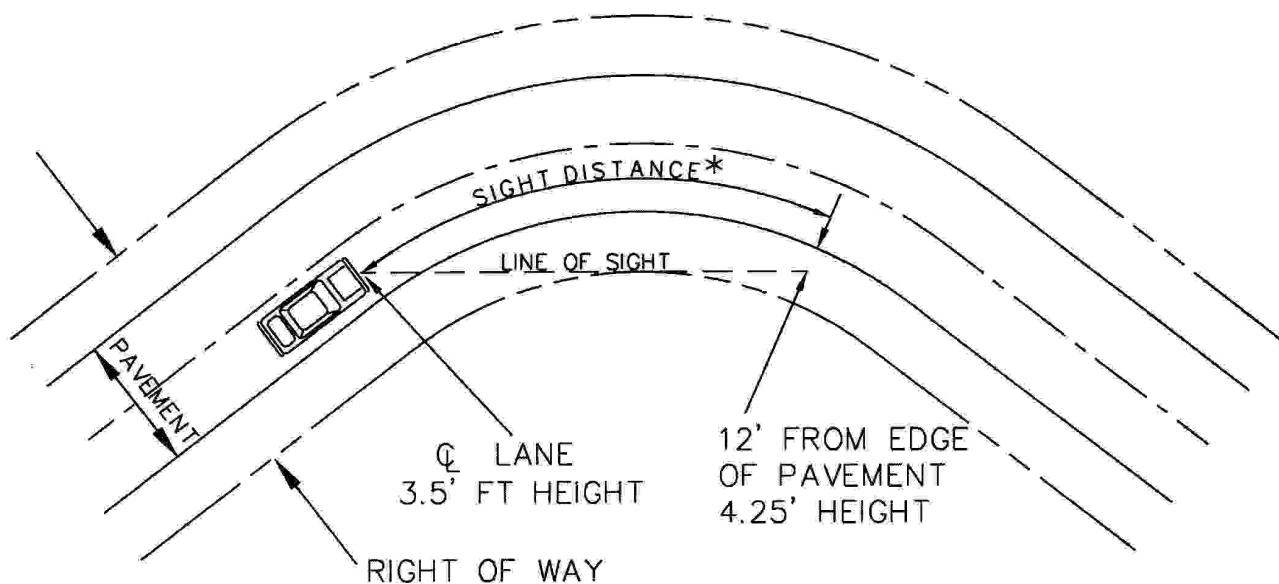 SIGHT DISTANCE*
LINE OF SIGHT
PAVEMENT
℄ LANE
3.5' FT HEIGHT
12' FROM EDGE
OF PAVEMENT
4.25' HEIGHT
RIGHT OF WAY